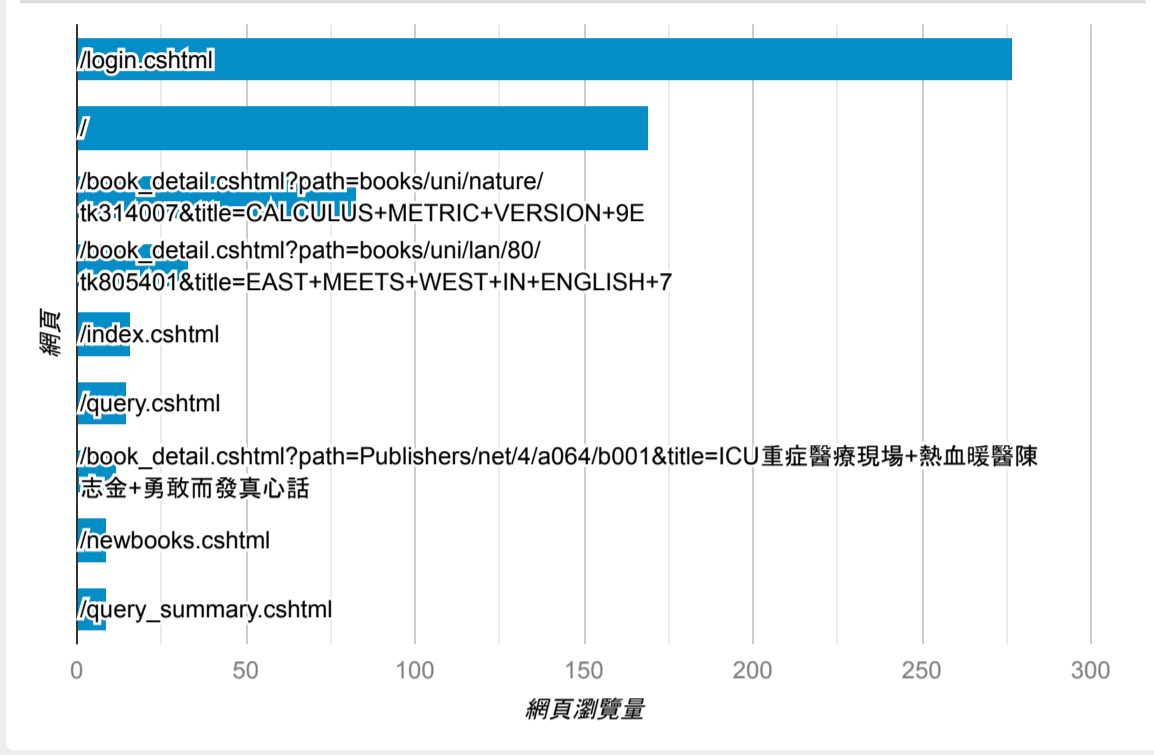 /login.cshtml
/
/book_detail.cshtml?path=books/uni/nature/
tk314007&title=CALCULUS+METRIC+VERSION+9E
/book_detail.cshtml?path=books/uni/lan/80/
tk805401&title=EAST+MEETS+WEST+IN+ENGLISH+7
網頁
/index.cshtml
/query.cshtml
/book_detail.cshtml?path=Publishers/net/4/a064/b001&title=ICU重症醫療現場+熱血暖醫陳
志金+勇敢而發真心話
/newbooks.cshtml
/query_summary.cshtml
0 50 100 150 200 250 300
網頁瀏覽量